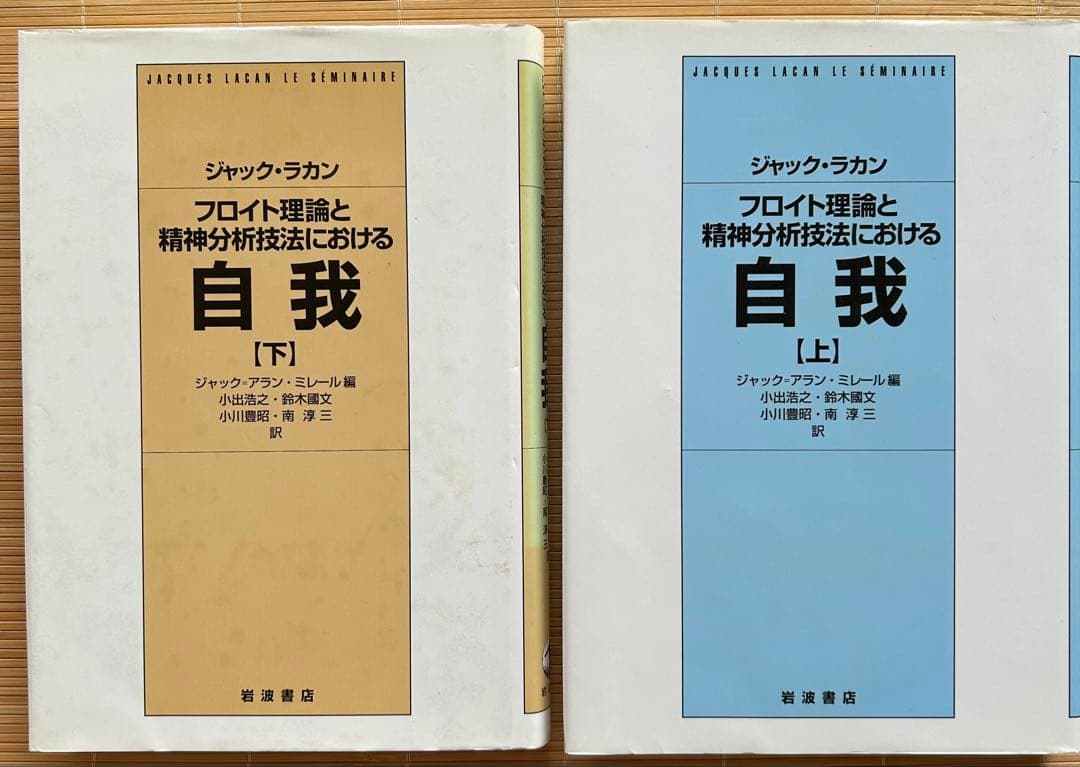 JACQUES LACAN LE SÉMINAIRE
ジャック・ラカン
フロイト理論と
精神分析技法における
自我
【下】
ジャック=アラン・ミレール編
小出浩之・鈴木國文
小川豊昭・南 淳三
訳
岩波書店
JACQUES LACAN LE SÉMINAIRE
ジャック・ラカン
フロイト理論と
精神分析技法における
自我
【上】
ジャック=アラン・ミレール編
小出浩之・鈴木國文
小川豊昭・南 淳三
訳
岩波書店